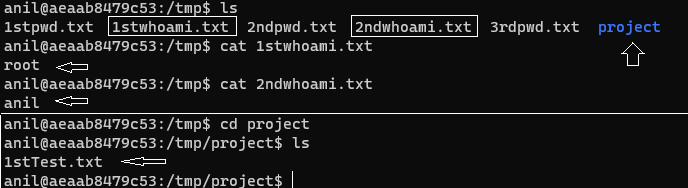 anil@aeaab8479c53:/tmp$ ls
1stpwd.txt 1stwhoami.txt 2ndpwd.txt 2ndwhoami.txt 3rdpwd.txt project
anil@aeaab8479c53:/tmp$ cat 1stwhoami.txt
root
anil@aeaab8479c53:/tmp$ cat 2ndwhoami.txt
anil
anil@aeaab8479c53:/tmp$ cd project
anil@aeaab8479c53:/tmp/project$ ls
1stTest.txt
anil@aeaab8479c53:/tmp/project$